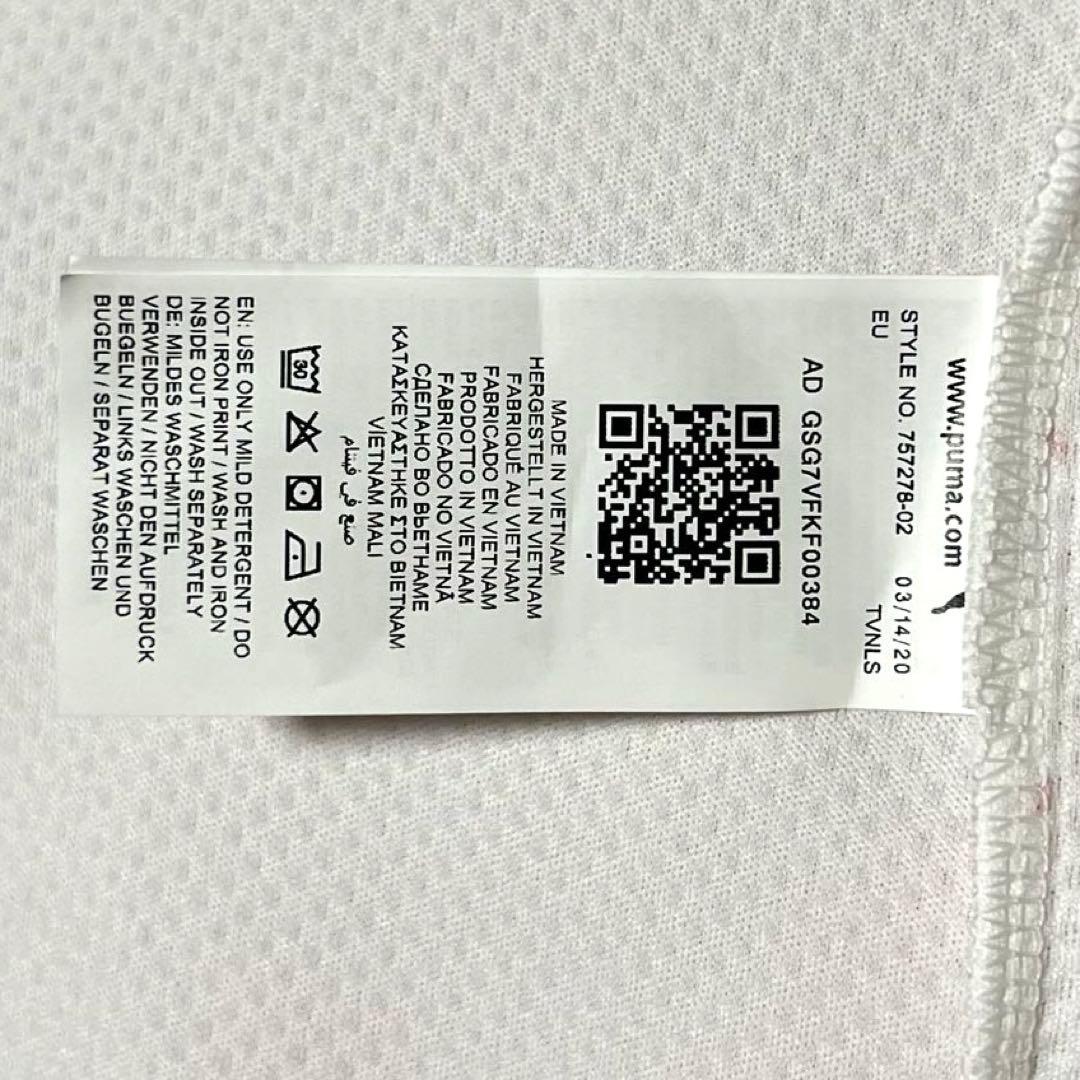 www.puma.com
STYLE NO. 757278-02 03/14/20
EU TVNLS
AD GSG7VFKF00384
MADE IN VIETNAM
HERGESTELLT IN VIETNAM
FABRIQUÉ AU VIETNAM
FABRICADO EN VIETNAM
PRODOTTO IN VIETNAM
FABRICADO NO VIETNÃ
СДЕЛАНО ВО ВЬЕТНАМЕ
ΚΑΤΑΣΚΕΥΑΣΤΗΚΕ ΣΤΟ ΒΙΕΤΝΑΜ
VIETNAM MALI
صنع في فيتنام
30
EN: USE ONLY MILD DETERGENT / DO
NOT IRON PRINT / WASH AND IRON
INSIDE OUT / WASH SEPARATELY
DE: MILDES WASCHMITTEL
VERWENDEN / NICHT DEN AUFDRUCK
BUEGELN / LINKS WASCHEN UND
BUGELN / SEPARAT WASCHEN